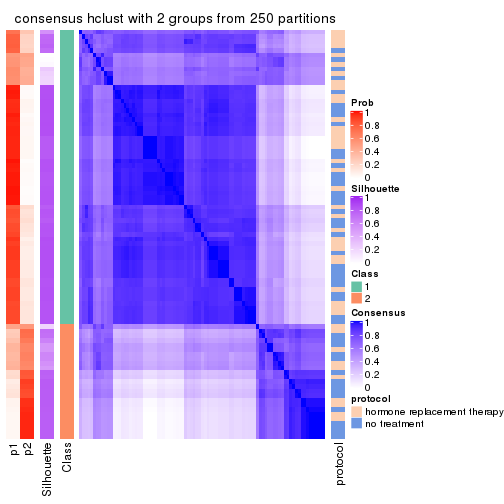 consensus hclust with 2 groups from 250 partitions
Prob
1
0.8
0.6
0.4
0.2
0
Silhouette
1
0.8
0.6
0.4
0.2
0
Class
1
2
Consensus
1
0.8
0.6
0.4
0.2
0
protocol
hormone replacement therapy
no treatment
p1
p2
Silhouette
Class
protocol